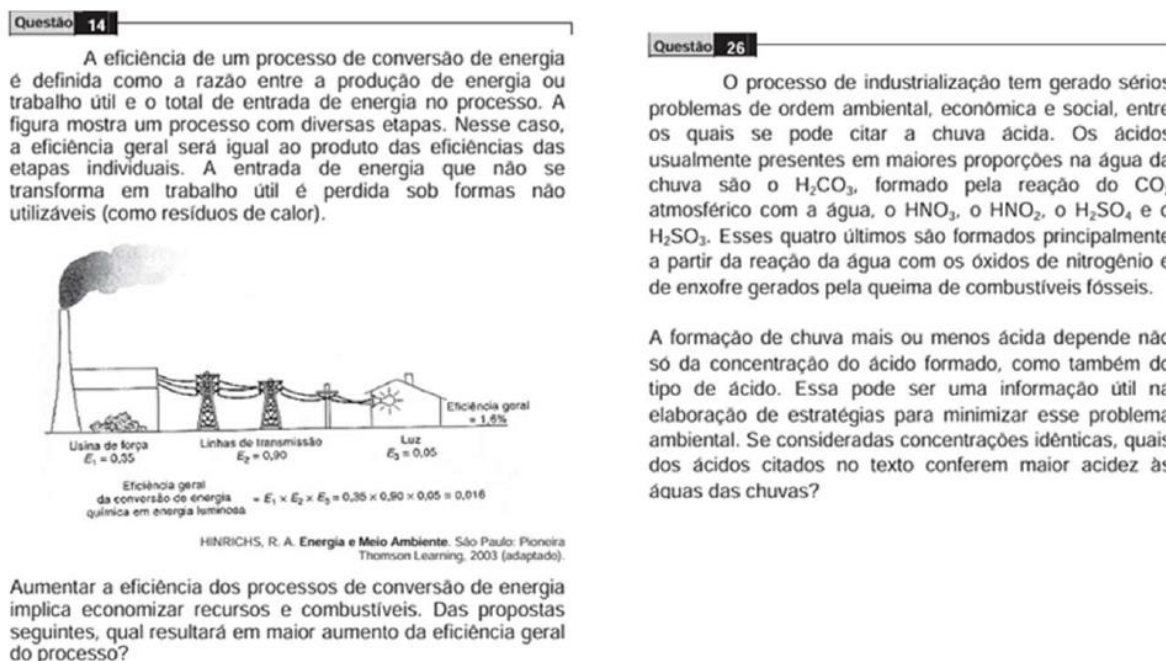 Questão 14
A eficiência de um processo de conversão de energia
é definida como a razão entre a produção de energia ou
trabalho útil e o total de entrada de energia no processo. A
figura mostra um processo com diversas etapas. Nesse caso,
a eficiência geral será igual ao produto das eficiências das
etapas individuais. A entrada de energia que não se
transforma em trabalho útil é perdida sob formas não
utilizáveis (como resíduos de calor).
Eficiência geral
= 1,6%
Usina de força
E₁ = 0,35
Linhas de transmissão
E₂ = 0,90
Luz
E₃ = 0,05
Eficiência geral
da conversão de energia
química em energia luminosa
= E₁ × E₂ × E₃ = 0,35 × 0,90 × 0,05 = 0,016
HINRICHS, R. A. Energia e Meio Ambiente. São Paulo: Pioneira
Thomson Learning, 2003 (adaptado).
Aumentar a eficiência dos processos de conversão de energia
implica economizar recursos e combustíveis. Das propostas
seguintes, qual resultará em maior aumento da eficiência geral
do processo?
Questão 26
O processo de industrialização tem gerado sérios
problemas de ordem ambiental, econômica e social, entre
os quais se pode citar a chuva ácida. Os ácidos
usualmente presentes em maiores proporções na água da
chuva são o H₂CO₃, formado pela reação do CO₂
atmosférico com a água, o HNO₃, o HNO₂, o H₂SO₄ e o
H₂SO₃. Esses quatro últimos são formados principalmente
a partir da reação da água com os óxidos de nitrogênio e
de enxofre gerados pela queima de combustíveis fósseis.
A formação de chuva mais ou menos ácida depende não
só da concentração do ácido formado, como também do
tipo de ácido. Essa pode ser uma informação útil na
elaboração de estratégias para minimizar esse problema
ambiental. Se consideradas concentrações idênticas, quais
dos ácidos citados no texto conferem maior acidez às
águas das chuvas?